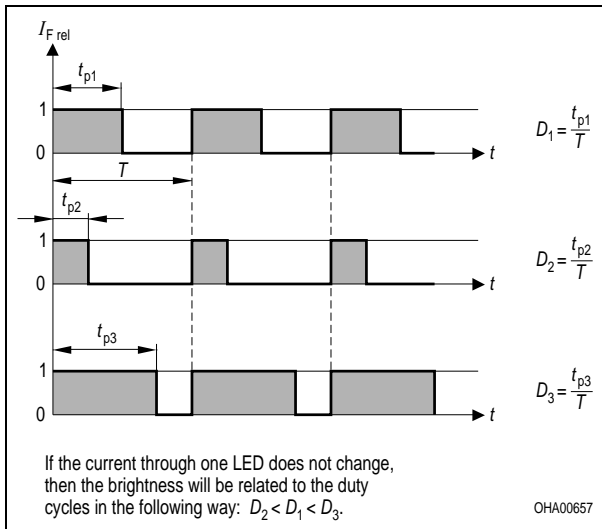 I_F rel
t_p1
1
0
t
D_1 = t_p1 / T
T
t_p2
1
0
t
D_2 = t_p2 / T
t_p3
1
0
t
D_3 = t_p3 / T
If the current through one LED does not change,
then the brightness will be related to the duty
cycles in the following way: D_2 < D_1 < D_3.
OHA00657